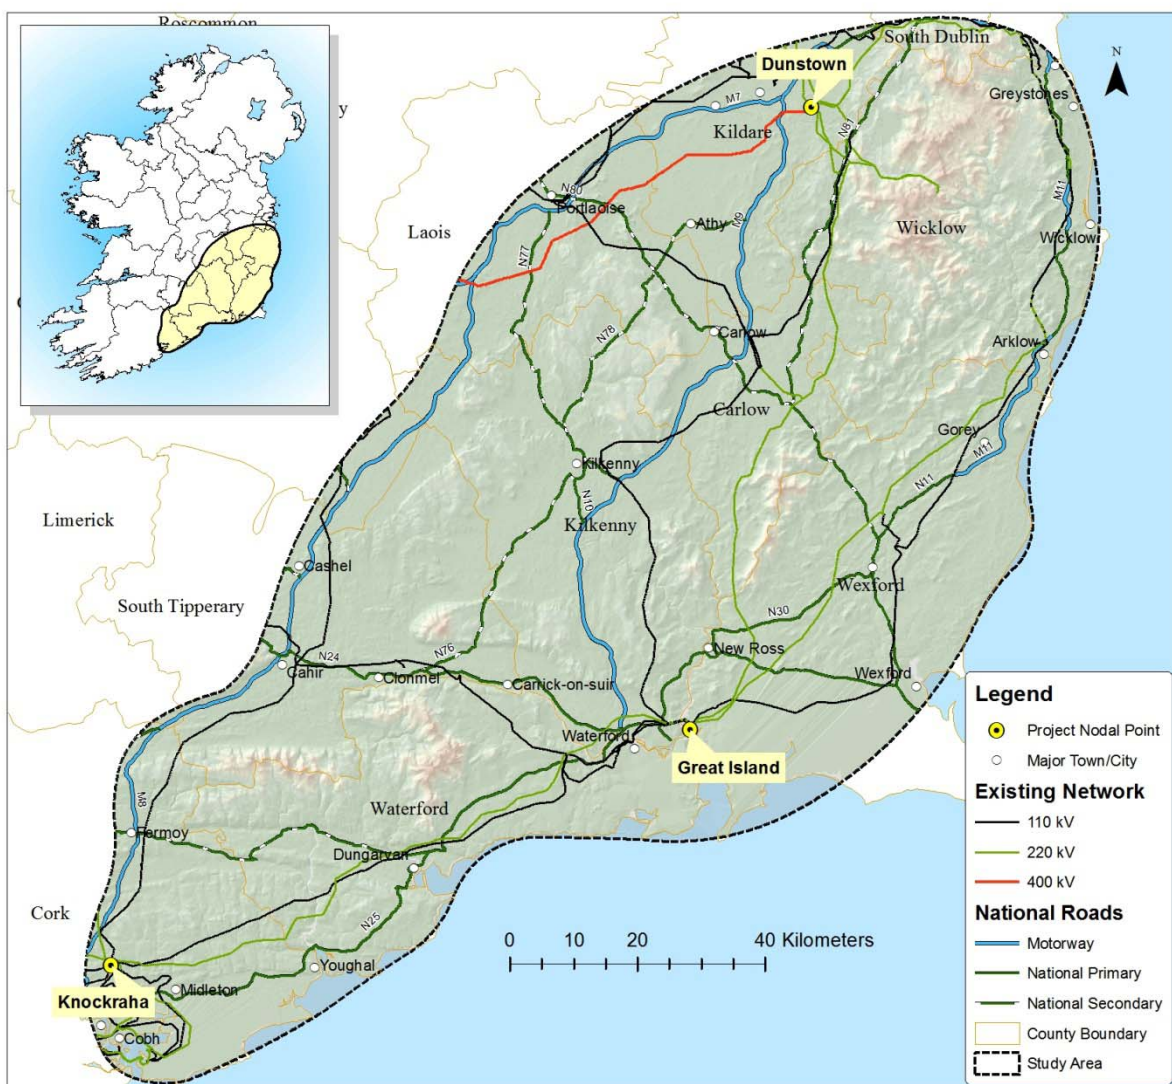 Roscommon
South Dublin
Dunstown
N
Greystones
M7
Kildare
N81
M11
N80
Portlaoise
Laois
Athy
M9
Wicklow
Wicklow
N77
N78
Carlow
Arklow
Carlow
Gorey
M11
N11
Kilkenny
N10
Kilkenny
Limerick
Cashel
Wexford
South Tipperary
N30
New Ross
N24
N76
Cahir
Clonmel
Carrick-on-suir
Wexford
Waterford
Great Island
M8
Waterford
Fermoy
Dungarvan
Cork
N25
Youghal
Midleton
Knockraha
Cobh
0 10 20 40 Kilometers
Legend
Project Nodal Point
Major Town/City
Existing Network
110 kV
220 kV
400 kV
National Roads
Motorway
National Primary
National Secondary
County Boundary
Study Area